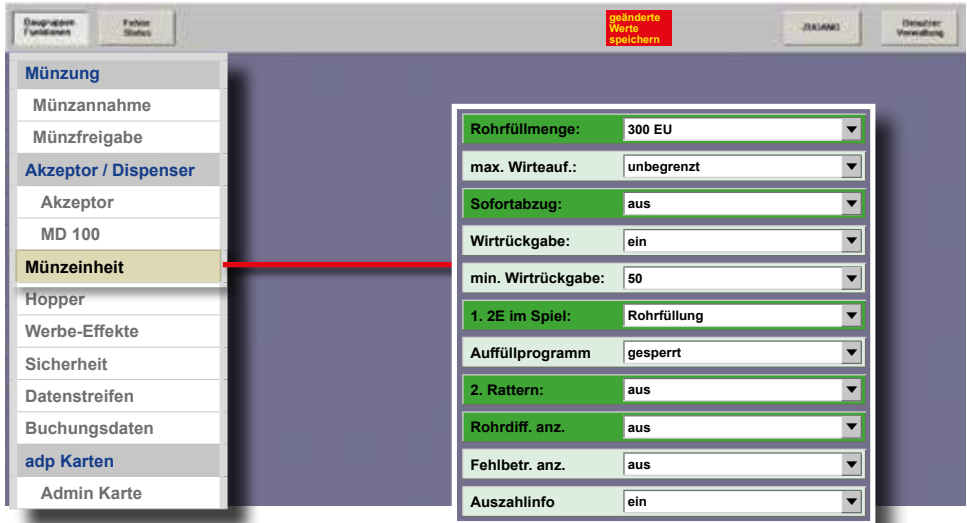 Baugruppen
Funktionen
Fehler
Status
geänderte
Werte
speichern
ZUGANG
Benutzer
Verwaltung
Münzung
Münzannahme
Münzfreigabe
Akzeptor / Dispenser
Akzeptor
MD 100
Münzeinheit
Hopper
Werbe-Effekte
Sicherheit
Datenstreifen
Buchungsdaten
adp Karten
Admin Karte
Rohrfüllmenge: 300 EU
max. Wirteauf.: unbegrenzt
Sofortabzug: aus
Wirtrückgabe: ein
min. Wirtrückgabe: 50
1. 2E im Spiel: Rohrfüllung
Auffüllprogramm gesperrt
2. Rattern: aus
Rohrdiff. anz. aus
Fehlbetr. anz. aus
Auszahlinfo ein